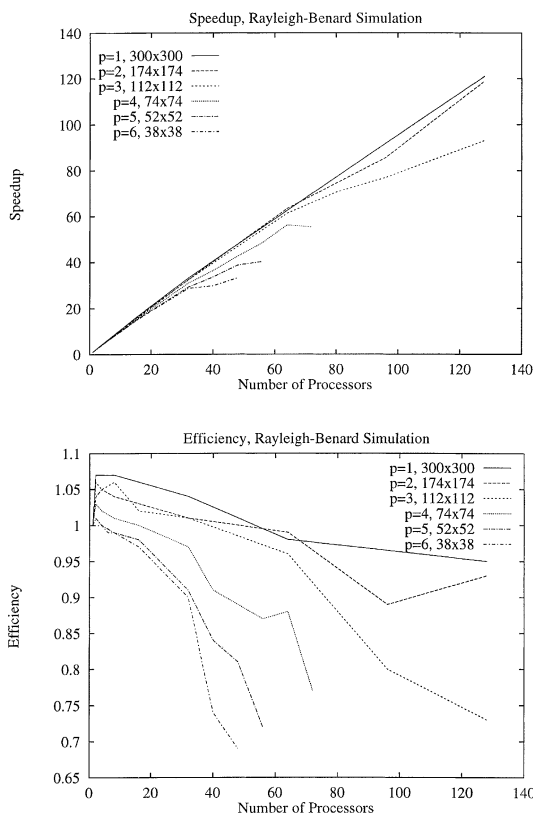 Speedup, Rayleigh-Benard Simulation
140
120
100
80
60
40
20
0
Speedup
p=1, 300x300
p=2, 174x174
p=3, 112x112
p=4, 74x74
p=5, 52x52
p=6, 38x38
0 20 40 60 80 100 120 140
Number of Processors
Efficiency, Rayleigh-Benard Simulation
1.1
1.05
1
0.95
0.9
0.85
0.8
0.75
0.7
0.65
Efficiency
p=1, 300x300
p=2, 174x174
p=3, 112x112
p=4, 74x74
p=5, 52x52
p=6, 38x38
0 20 40 60 80 100 120 140
Number of Processors